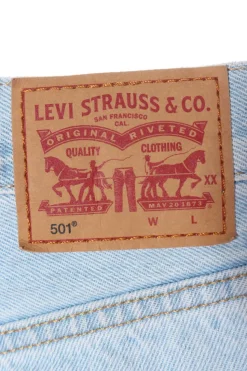 LEVI STRAUSS & CO.
SAN FRANCISCO
CAL.
ORIGINAL RIVETED
QUALITY CLOTHING
XX
PATENTED MAY 20 1873
501® W L